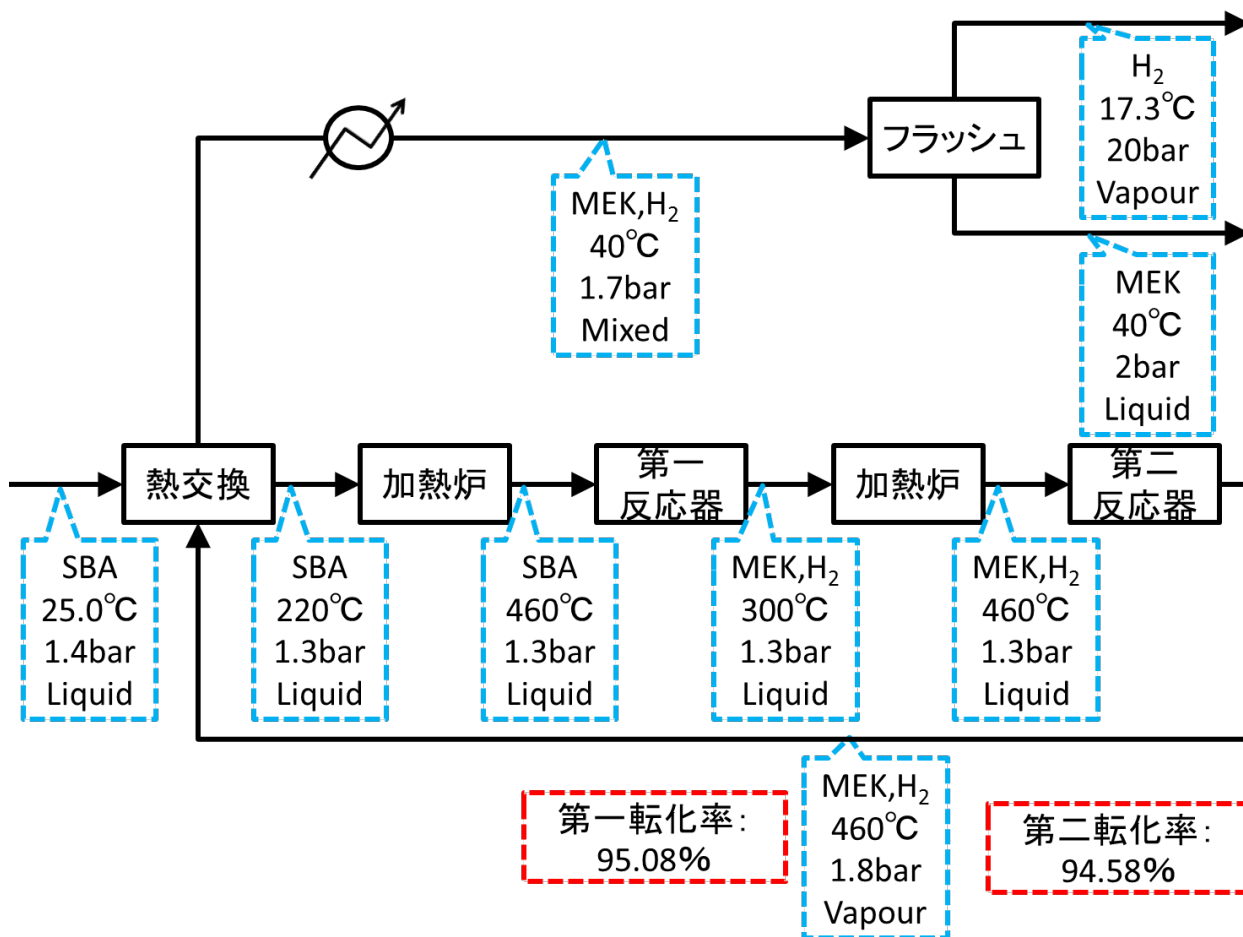 H₂
17.3℃
20bar
Vapour
フラッシュ
MEK,H₂
40℃
1.7bar
Mixed
MEK
40℃
2bar
Liquid
熱交換
加熱炉
第一
反応器
加熱炉
第二
反応器
SBA
25.0℃
1.4bar
Liquid
SBA
220℃
1.3bar
Liquid
SBA
460℃
1.3bar
Liquid
MEK,H₂
300℃
1.3bar
Liquid
MEK,H₂
460℃
1.3bar
Liquid
MEK,H₂
460℃
1.8bar
Vapour
第一転化率：
95.08%
第二転化率：
94.58%